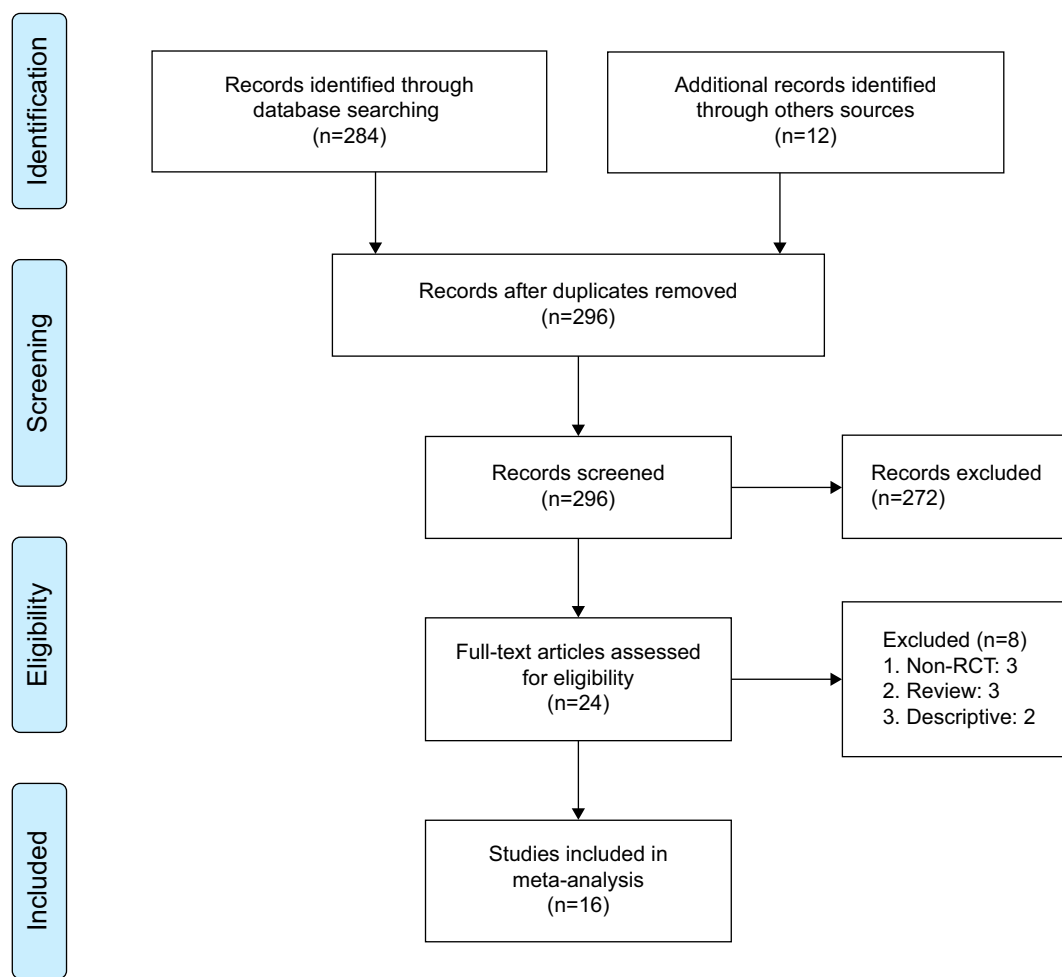 Identification
Records identified through
database searching
(n=284)
Additional records identified
through others sources
(n=12)
Screening
Records after duplicates removed
(n=296)
Records screened
(n=296)
Records excluded
(n=272)
Eligibility
Full-text articles assessed
for eligibility
(n=24)
Excluded (n=8)
1. Non-RCT: 3
2. Review: 3
3. Descriptive: 2
Included
Studies included in
meta-analysis
(n=16)